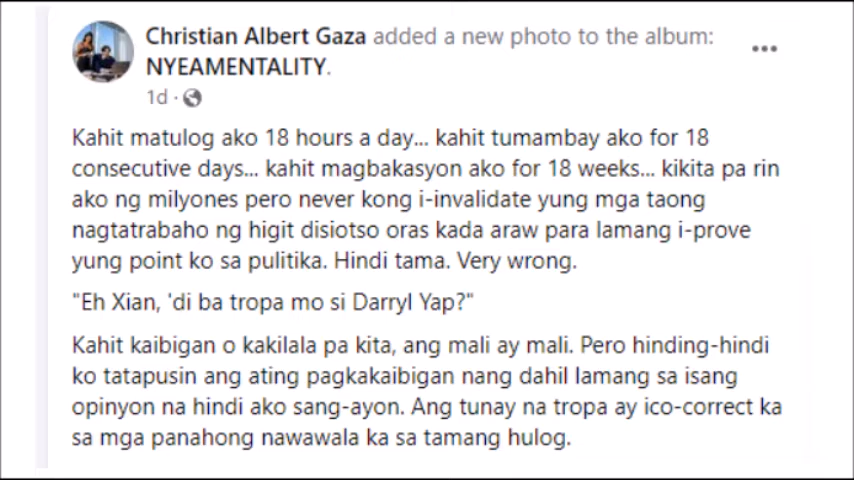 Christian Albert Gaza added a new photo to the album:
NYEAMENTALITY.
1d ·
Kahit matulog ako 18 hours a day... kahit tumambay ako for 18
consecutive days... kahit magbakasyon ako for 18 weeks... kikita pa rin
ako ng milyones pero never kong i-invalidate yung mga taong
nagtatrabaho ng higit disiotso oras kada araw para lamang i-prove
yung point ko sa pulitika. Hindi tama. Very wrong.
"Eh Xian, 'di ba tropa mo si Darryl Yap?"
Kahit kaibigan o kakilala pa kita, ang mali ay mali. Pero hinding-hindi
ko tatapusin ang ating pagkakaibigan nang dahil lamang sa isang
opinyon na hindi ako sang-ayon. Ang tunay na tropa ay ico-correct ka
sa mga panahong nawawala ka sa tamang hulog.